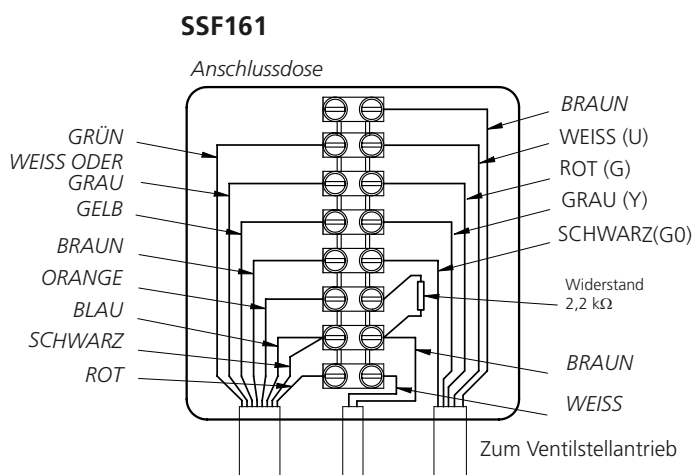 SSF161
Anschlussdose
GRÜN
WEISS ODER
GRAU
GELB
BRAUN
ORANGE
BLAU
SCHWARZ
ROT
BRAUN
WEISS (U)
ROT (G)
GRAU (Y)
SCHWARZ(G0)
Widerstand
2,2 kΩ
BRAUN
WEISS
Zum Ventilstellantrieb